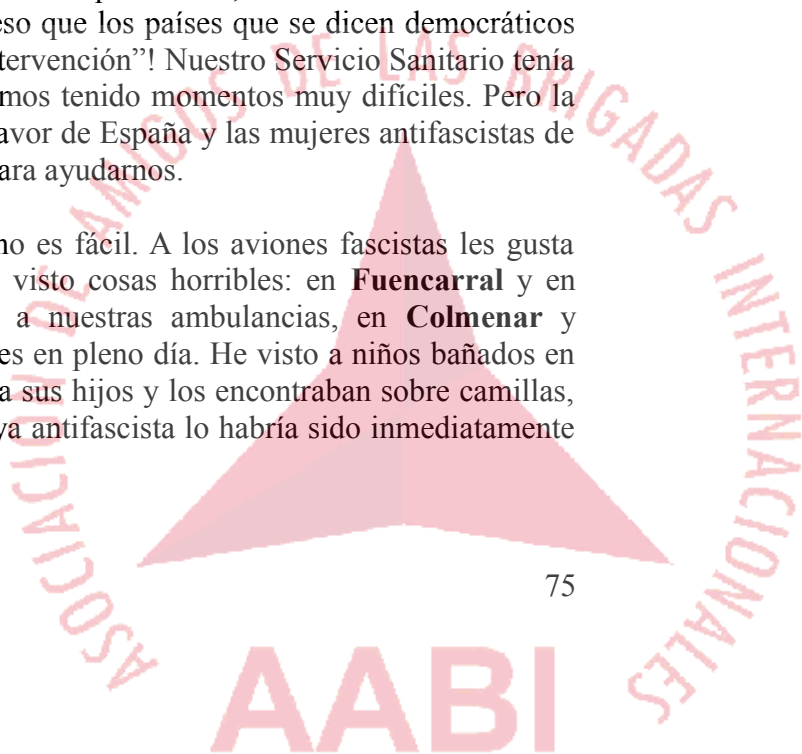 eso que los países que se dicen democráticos
tervención”! Nuestro Servicio Sanitario tenía
mos tenido momentos muy difíciles. Pero la
avor de España y las mujeres antifascistas de
ara ayudarnos.
no es fácil. A los aviones fascistas les gusta
visto cosas horribles: en Fuencarral y en
a nuestras ambulancias, en Colmenar y
es en pleno día. He visto a niños bañados en
a sus hijos y los encontraban sobre camillas,
ya antifascista lo habría sido inmediatamente
75
ASOCIACION DE AMIGOS DE LAS BRIGADAS INTERNACIONALES
AABI